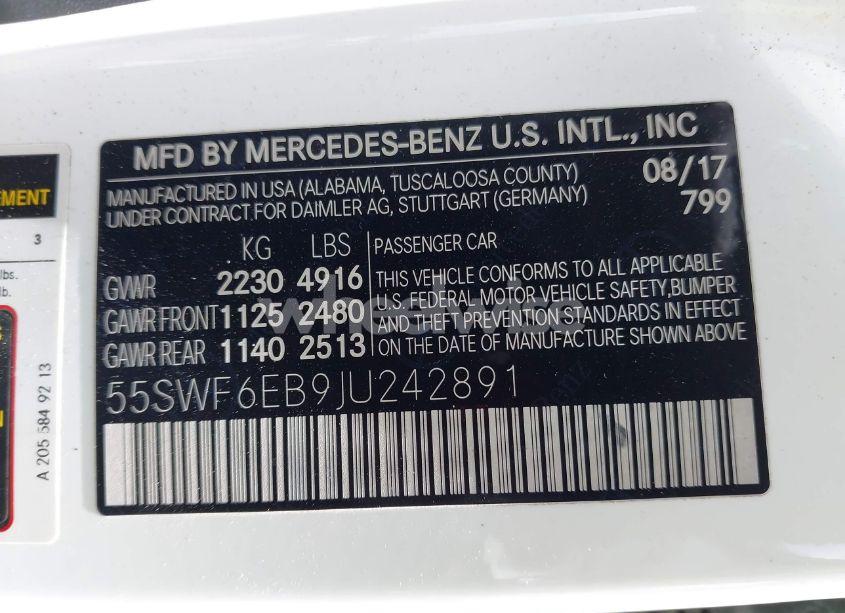 MFD BY MERCEDES-BENZ U.S. INTL., INC
MANUFACTURED IN USA (ALABAMA, TUSCALOOSA COUNTY)
UNDER CONTRACT FOR DAIMLER AG, STUTTGART (GERMANY)
08/17
799
KG LBS
GVWR 2230 4916
GAWR FRONT 1125 2480
GAWR REAR 1140 2513
PASSENGER CAR
THIS VEHICLE CONFORMS TO ALL APPLICABLE
U.S. FEDERAL MOTOR VEHICLE SAFETY,BUMPER
AND THEFT PREVENTION STANDARDS IN EFFECT
ON THE DATE OF MANUFACTURE SHOWN ABOVE
55SWF6EB9JU242891
3
lbs.
lb.
A 205 584 92 13